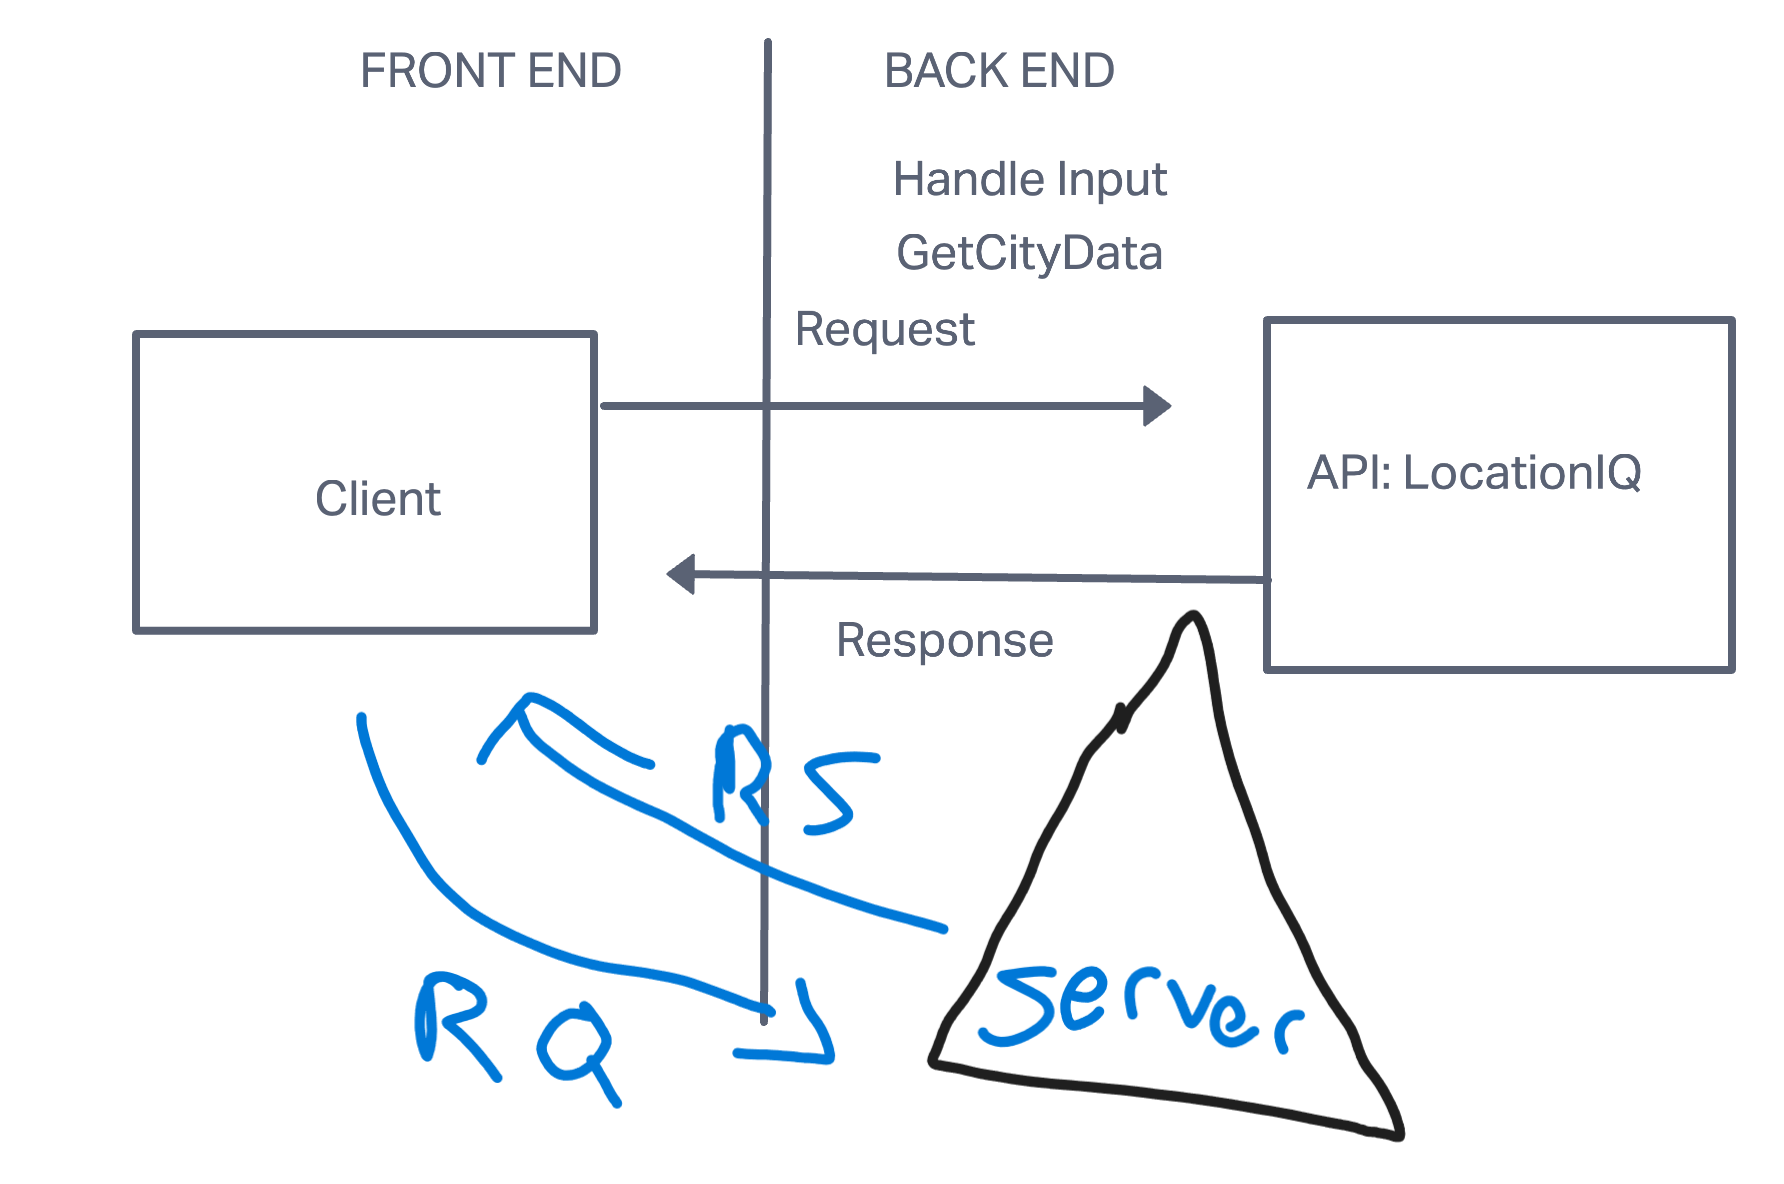 FRONT END
BACK END
Handle Input
GetCityData
Request
Client
API: LocationIQ
Response
RS
RQ
server